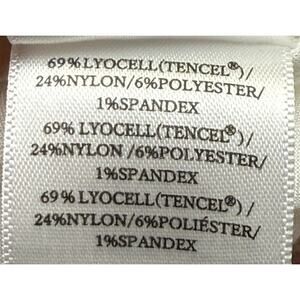 69% LYOCELL(TENCEL®)/
24%NYLON/6%POLYESTER/
1%SPANDEX
69% LYOCELL(TENCEL®)/
24%NYLON /6%POLYESTER/
1%SPANDEX
69% LYOCELL(TENCEL®) /
24%NYLON/6%POLIÉSTER/
1%SPANDEX